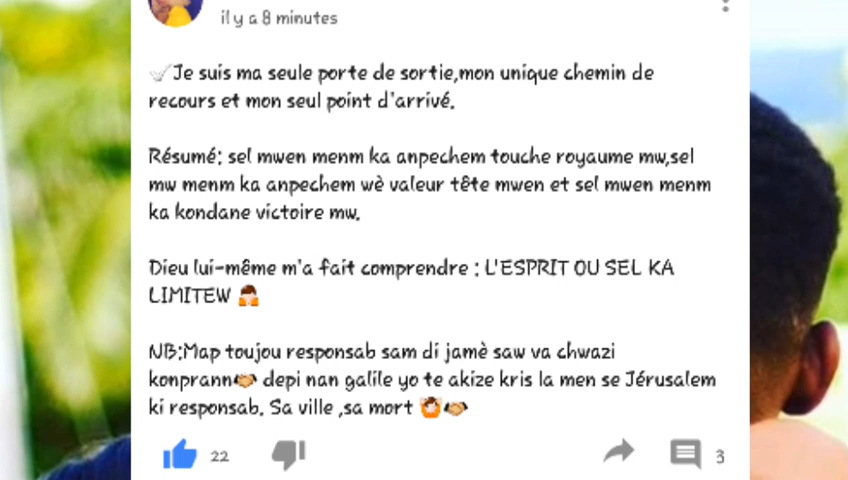 il y a 8 minutes
✔Je suis ma seule porte de sortie,mon unique chemin de
recours et mon seul point d'arrivé.
Résumé: sel mwen menm ka anpechem touche royaume mw,sel
mw menm ka anpechem wè valeur tête mwen et sel mwen menm
ka kondane victoire mw.
Dieu lui-même m'a fait comprendre : L'ESPRIT OU SEL KA
LIMITEW 🙇
NB:Map toujou responsab sam di jamè saw va chwazi
konprann🤝 depi nan galile yo te akize kris la men se Jérusalem
ki responsab. Sa ville ,sa mort 🙆🤝
22
3